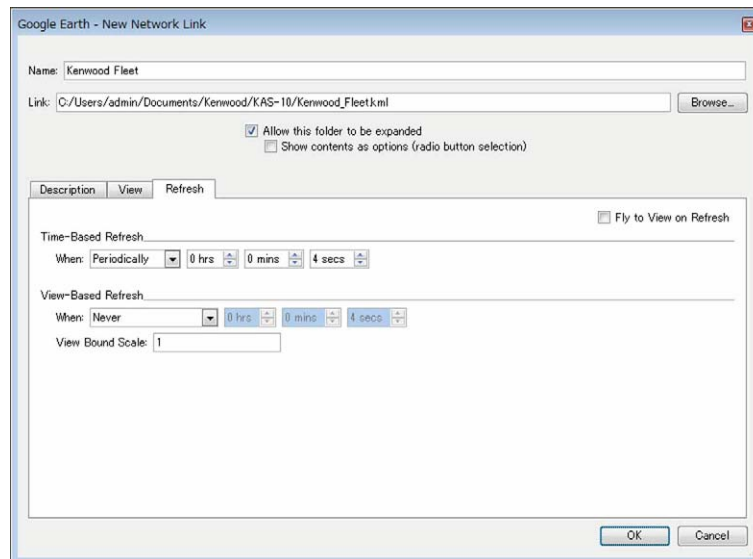 Google Earth - New Network Link
Name: Kenwood Fleet
Link: C:/Users/admin/Documents/Kenwood/KAS-10/Kenwood_Fleet.kml Browse...
Allow this folder to be expanded
Show contents as options (radio button selection)
Description View Refresh
Fly to View on Refresh
Time-Based Refresh
When: Periodically 0 hrs 0 mins 4 secs
View-Based Refresh
When: Never 0 hrs 0 mins 4 secs
View Bound Scale: 1
OK Cancel